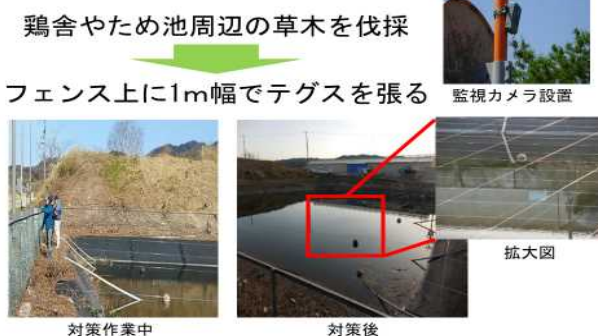 鶏舎やため池周辺の草木を伐採
フェンス上に1m幅でテグスを張る
監視カメラ設置
拡大図
対策作業中
対策後